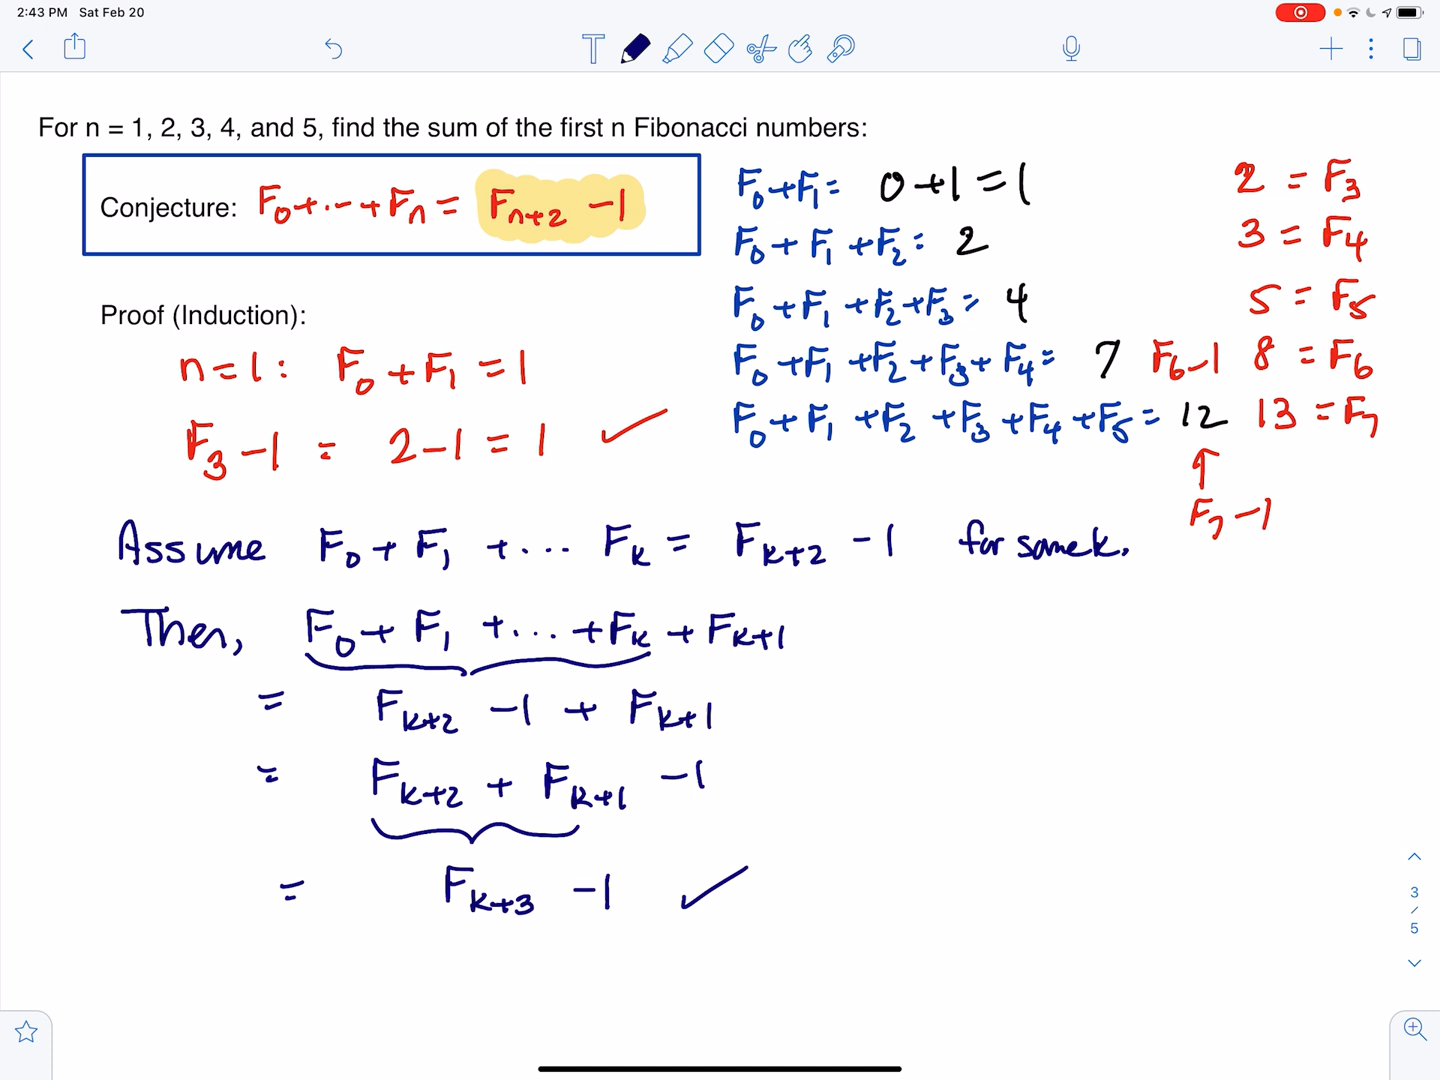 2:43 PM Sat Feb 20
For n = 1, 2, 3, 4, and 5, find the sum of the first n Fibonacci numbers:
Conjecture: F₀+...+Fₙ = Fₙ₊₂ -1
F₀+F₁= 0+1=1 2 = F₃
F₀+F₁+F₂= 2 3 = F₄
F₀+F₁+F₂+F₃= 4 5 = F₅
F₀+F₁+F₂+F₃+F₄= 7 F₆-1 8 = F₆
F₀+F₁+F₂+F₃+F₄+F₅= 12 13 = F₇
↑
F₇-1
Proof (Induction):
n=1: F₀+F₁=1
F₃-1 = 2-1=1 ✓
Assume F₀+F₁ +... Fₖ = Fₖ₊₂ -1 for some k.
Then, F₀+F₁ +...+Fₖ + Fₖ₊₁
= Fₖ₊₂ -1 + Fₖ₊₁
= Fₖ₊₂ + Fₖ₊₁ -1
= Fₖ₊₃ -1 ✓
3
/
5